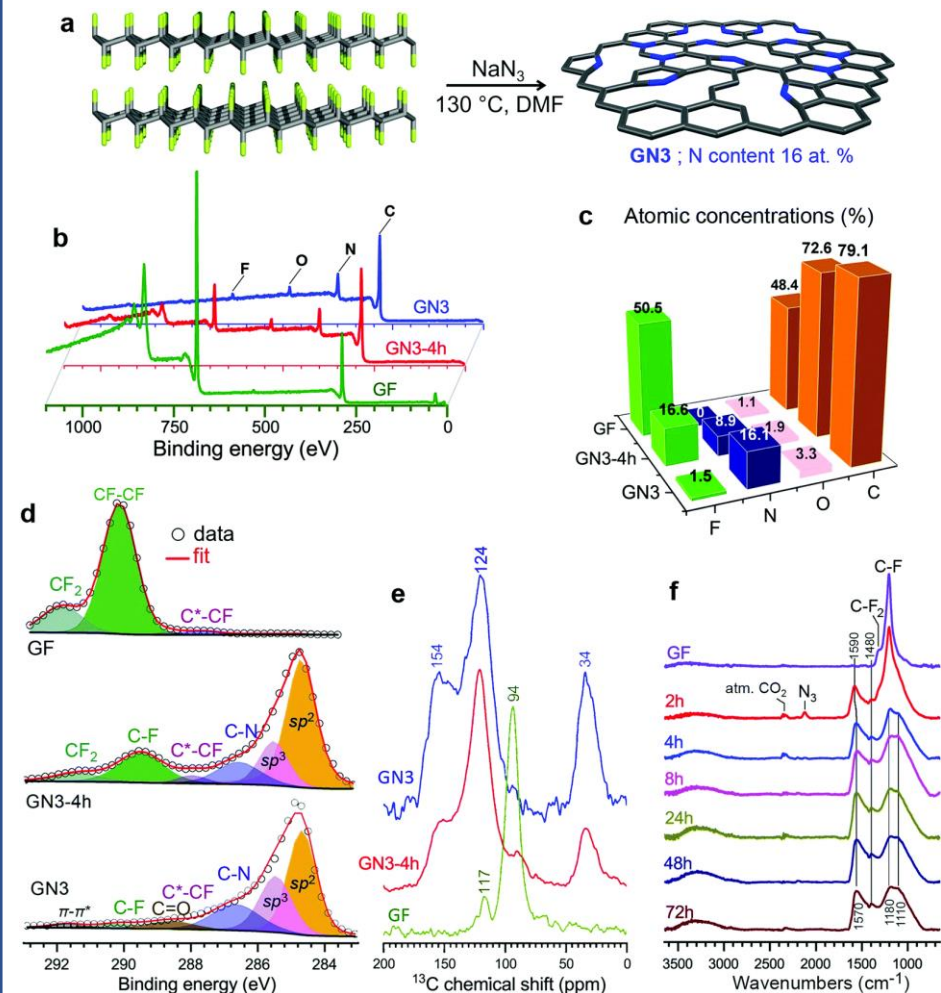 a
NaN₃
130 °C, DMF
GN3 ; N content 16 at. %
b
F
O
N
C
GN3
GN3-4h
GF
1000
750
500
250
0
Binding energy (eV)
c
Atomic concentrations (%)
50.5
16.6
1.5
0
8.9
16.1
1.1
1.9
3.3
48.4
72.6
79.1
GF
GN3-4h
GN3
F
N
O
C
d
CF-CF
data
fit
CF₂
C*-CF
GF
CF₂
C-F
C*-CF
C-N
sp³
sp²
GN3-4h
GN3
π-π*
C-F
C=O
C*-CF
C-N
sp³
sp²
292
290
288
286
284
Binding energy (eV)
e
124
154
34
94
GN3
GN3-4h
117
GF
200
150
100
50
0
¹³C chemical shift (ppm)
f
C-F
C-F₂
1590
1480
GF
atm. CO₂
N₃
2h
4h
8h
24h
48h
72h
1570
1180
1110
3500
3000
2500
2000
1500
1000
Wavenumbers (cm⁻¹)